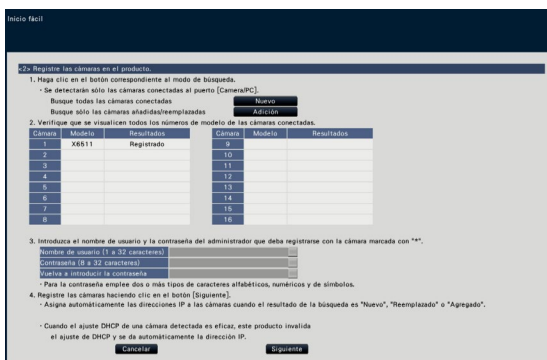 Inicio fácil
<2> Registre las cámaras en el producto.
1. Haga clic en el botón correspondiente al modo de búsqueda.
· Se detectarán sólo las cámaras conectadas al puerto [Camera/PC].
Busque todas las cámaras conectadas Nuevo
Busque sólo las cámaras añadidas/reemplazadas Adición
2. Verifique que se visualicen todos los números de modelo de las cámaras conectadas.
Cámara Modelo Resultados Cámara Modelo Resultados
1 X6511 Registrado 9
2 10
3 11
4 12
5 13
6 14
7 15
8 16
3. Introduzca el nombre de usuario y la contraseña del administrador que deba registrarse con la cámara marcada con "*".
Nombre de usuario (1 a 32 caracteres)
Contraseña (8 a 32 caracteres)
Vuelva a introducir la contraseña
· Para la contraseña emplee dos o más tipos de caracteres alfabéticos, numéricos y de símbolos.
4. Registre las cámaras haciendo clic en el botón [Siguiente].
· Asigna automáticamente las direcciones IP a las cámaras cuando el resultado de la búsqueda es "Nuevo", "Reemplazado" o "Agregado".
· Cuando el ajuste DHCP de una cámara detectada es eficaz, este producto invalida
el ajuste de DHCP y se da automáticamente la dirección IP.
Cancelar Siguiente